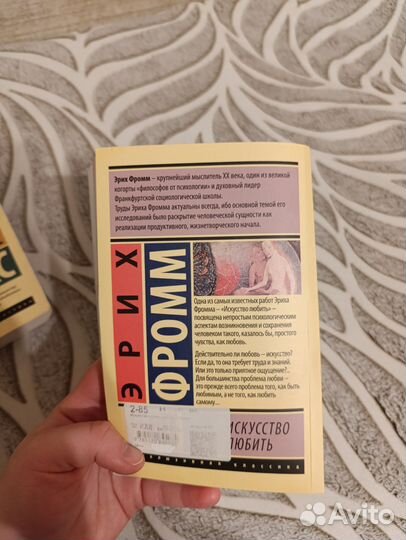 Эрих Фромм – крупнейший мыслитель XX века, один из великой
когорты «философов от психологии» и духовный лидер
Франкфуртской социологической школы.
Труды Эриха Фромма актуальны всегда, ибо основной темой его
исследований было раскрытие человеческой сущности как
реализации продуктивного, жизнетворческого начала.
ЭРИХ
ФРОММ
Одна из самых известных работ Эриха
Фромма – «Искусство любить» –
посвящена непростым психологическим
аспектам возникновения и сохранения
человеком такого, казалось бы, простого
чувства, как любовь.
Действительно ли любовь – искусство?
Если да, то она требует труда и знаний.
Или это только приятное ощущение?..
Для большинства проблема любви –
это прежде всего проблема того, как быть
любимым, а не того, как любить
самому...
2-85
ИСКУССТВО
ЛЮБИТЬ
КЛАССИКА
Avito